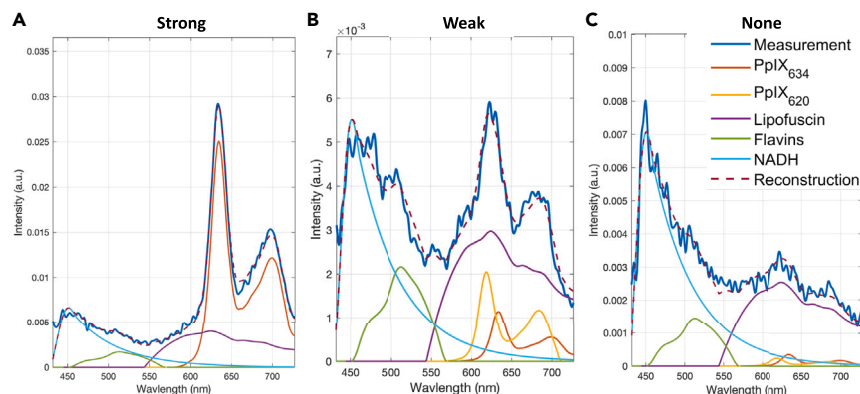 A
Strong
0.035
0.03
0.025
0.02
0.015
0.01
0.005
0
Intensity (a.u.)
450 500 550 600 650 700
Wavelength (nm)
B
Weak
×10⁻³
7
6
5
4
3
2
1
0
Intensity (a.u.)
450 500 550 600 650 700
Wavelength (nm)
C
None
0.01
0.009
0.008
0.007
0.006
0.005
0.004
0.003
0.002
0.001
0
Intensity (a.u.)
450 500 550 600 650 700
Wavelength (nm)
Measurement
PpIX₆₃₄
PpIX₆₂₀
Lipofuscin
Flavins
NADH
Reconstruction